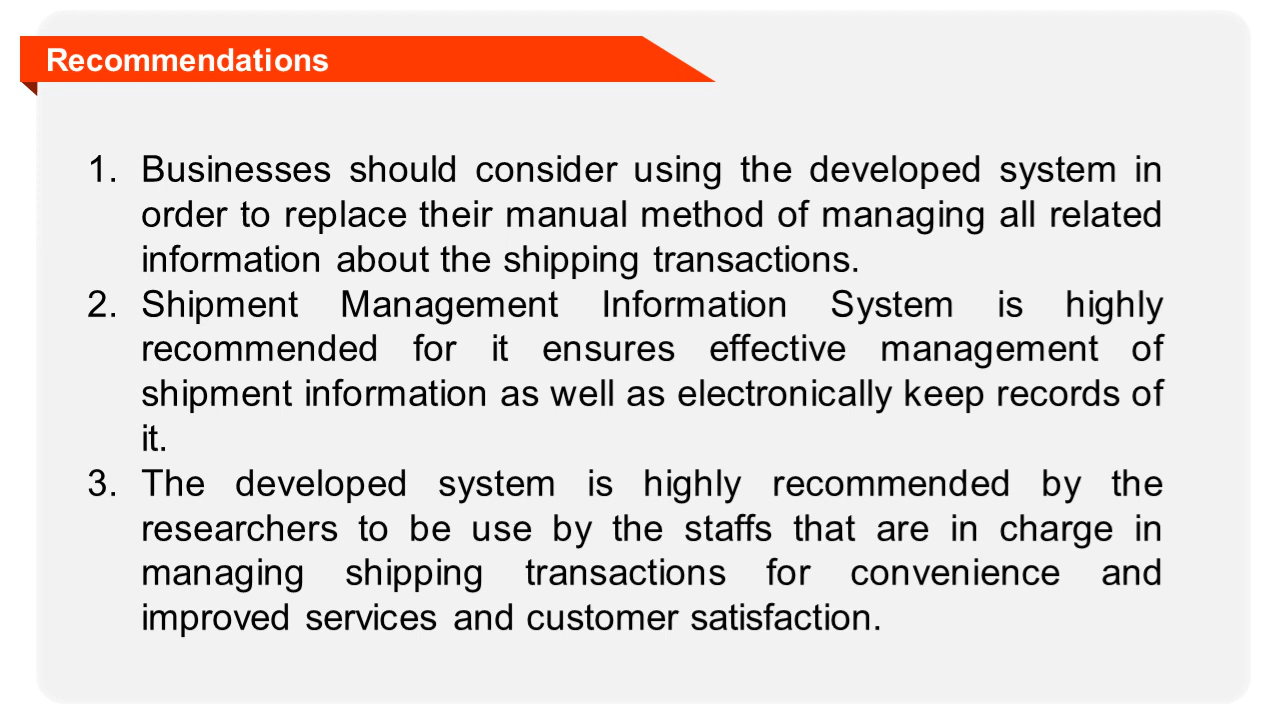 Recommendations
1. Businesses should consider using the developed system in
order to replace their manual method of managing all related
information about the shipping transactions.
2. Shipment Management Information System is highly
recommended for it ensures effective management of
shipment information as well as electronically keep records of
it.
3. The developed system is highly recommended by the
researchers to be use by the staffs that are in charge in
managing shipping transactions for convenience and
improved services and customer satisfaction.